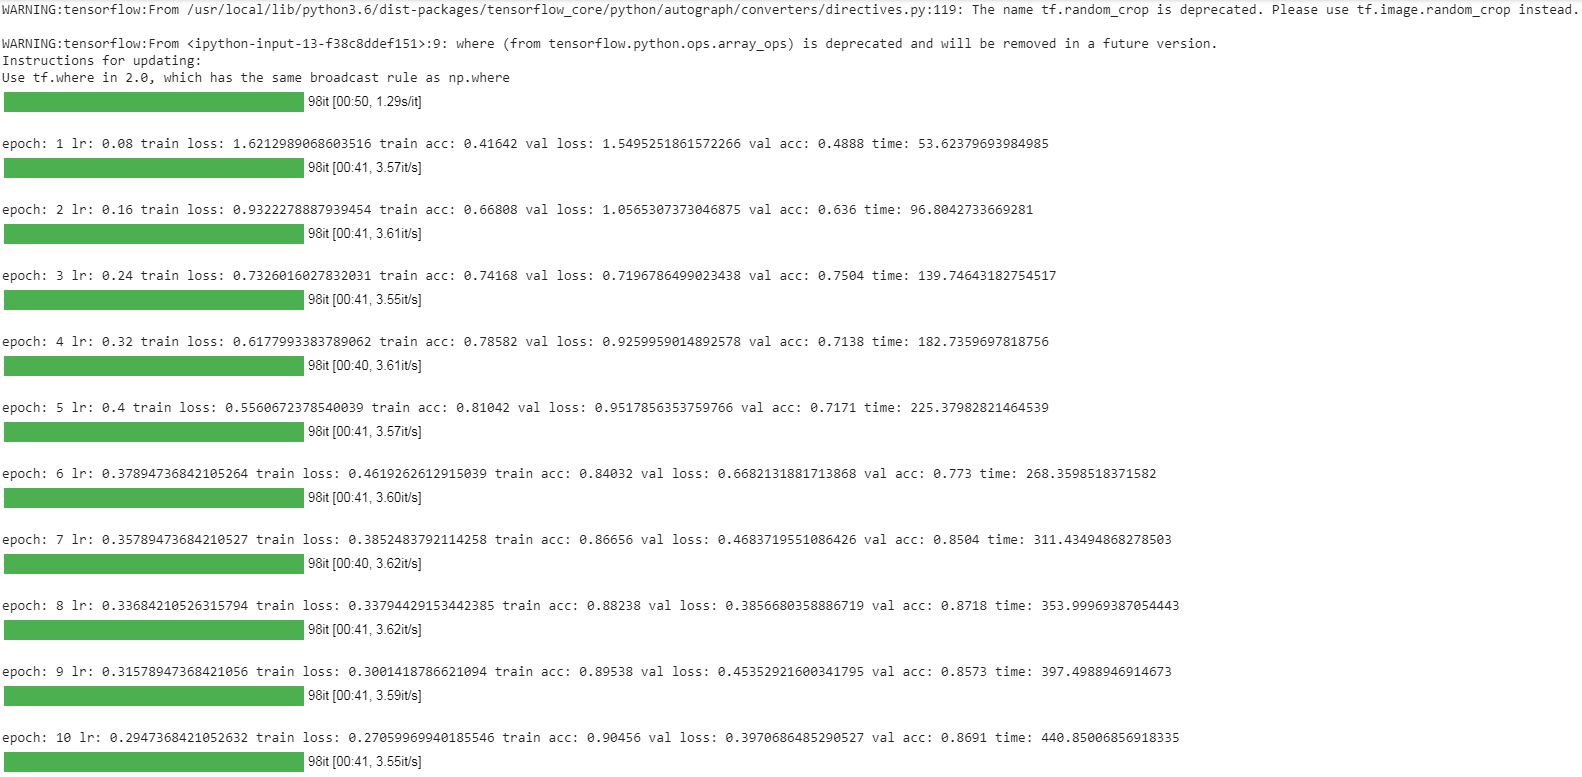 WARNING:tensorflow:From /usr/local/lib/python3.6/dist-packages/tensorflow_core/python/autograph/converters/directives.py:119: The name tf.random_crop is deprecated. Please use tf.image.random_crop instead.
WARNING:tensorflow:From <ipython-input-13-f38c8ddef151>:9: where (from tensorflow.python.ops.array_ops) is deprecated and will be removed in a future version.
Instructions for updating:
Use tf.where in 2.0, which has the same broadcast rule as np.where
98it [00:50, 1.29s/it]
epoch: 1 lr: 0.08 train loss: 1.6212989068603516 train acc: 0.41642 val loss: 1.5495251861572266 val acc: 0.4888 time: 53.62379693984985
98it [00:41, 3.57it/s]
epoch: 2 lr: 0.16 train loss: 0.9322278887939454 train acc: 0.66808 val loss: 1.0565307373046875 val acc: 0.636 time: 96.8042733669281
98it [00:41, 3.61it/s]
epoch: 3 lr: 0.24 train loss: 0.7326016027832031 train acc: 0.74168 val loss: 0.7196786499023438 val acc: 0.7504 time: 139.74643182754517
98it [00:41, 3.55it/s]
epoch: 4 lr: 0.32 train loss: 0.6177993383789062 train acc: 0.78582 val loss: 0.9259959014892578 val acc: 0.7138 time: 182.7359697818756
98it [00:40, 3.61it/s]
epoch: 5 lr: 0.4 train loss: 0.5560672378540039 train acc: 0.81042 val loss: 0.9517856353759766 val acc: 0.7171 time: 225.37982821464539
98it [00:41, 3.57it/s]
epoch: 6 lr: 0.37894736842105264 train loss: 0.4619262612915039 train acc: 0.84032 val loss: 0.6682131881713868 val acc: 0.773 time: 268.3598518371582
98it [00:41, 3.60it/s]
epoch: 7 lr: 0.35789473684210527 train loss: 0.3852483792114258 train acc: 0.86656 val loss: 0.4683719551086426 val acc: 0.8504 time: 311.43494868278503
98it [00:40, 3.62it/s]
epoch: 8 lr: 0.33684210526315794 train loss: 0.33794429153442385 train acc: 0.88238 val loss: 0.3856680358886719 val acc: 0.8718 time: 353.99969387054443
98it [00:41, 3.62it/s]
epoch: 9 lr: 0.31578947368421056 train loss: 0.3001418786621094 train acc: 0.89538 val loss: 0.45352921600341795 val acc: 0.8573 time: 397.4988946914673
98it [00:41, 3.59it/s]
epoch: 10 lr: 0.2947368421052632 train loss: 0.27059969940185546 train acc: 0.90456 val loss: 0.3970686485290527 val acc: 0.8691 time: 440.85006856918335
98it [00:41, 3.55it/s]